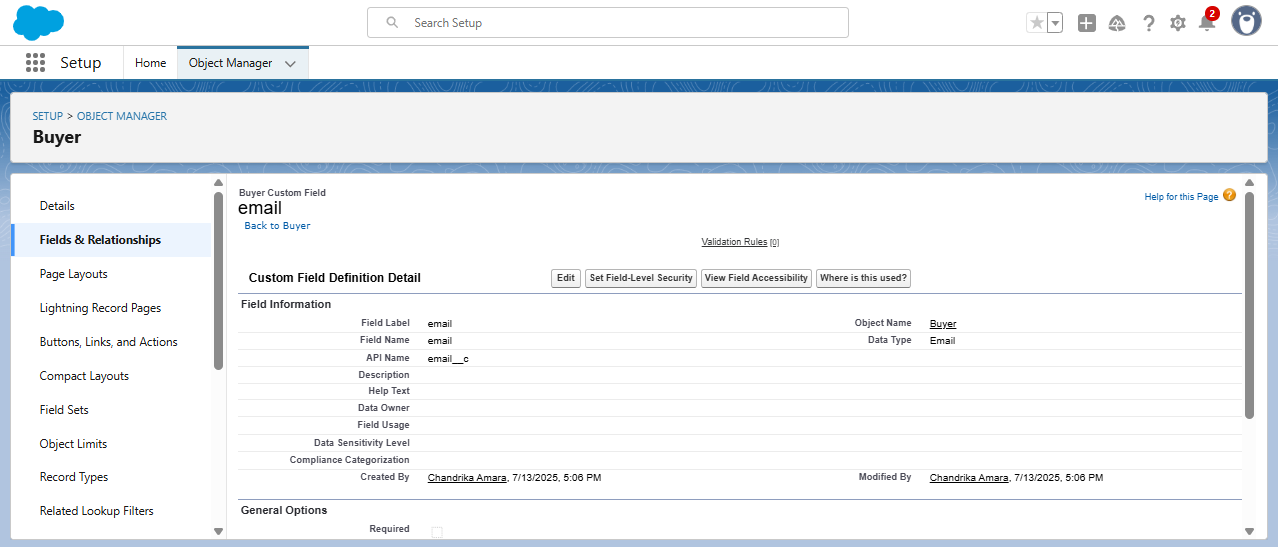 Search Setup
2
Setup
Home
Object Manager
SETUP > OBJECT MANAGER
Buyer
Details
Fields & Relationships
Page Layouts
Lightning Record Pages
Buttons, Links, and Actions
Compact Layouts
Field Sets
Object Limits
Record Types
Related Lookup Filters
Buyer Custom Field
email
Back to Buyer
Help for this Page ?
Validation Rules [0]
Custom Field Definition Detail
Edit
Set Field-Level Security
View Field Accessibility
Where is this used?
Field Information
Field Label email Object Name Buyer
Field Name email Data Type Email
API Name email__c
Description
Help Text
Data Owner
Field Usage
Data Sensitivity Level
Compliance Categorization
Created By Chandrika Amara, 7/13/2025, 5:06 PM Modified By Chandrika Amara, 7/13/2025, 5:06 PM
General Options
Required